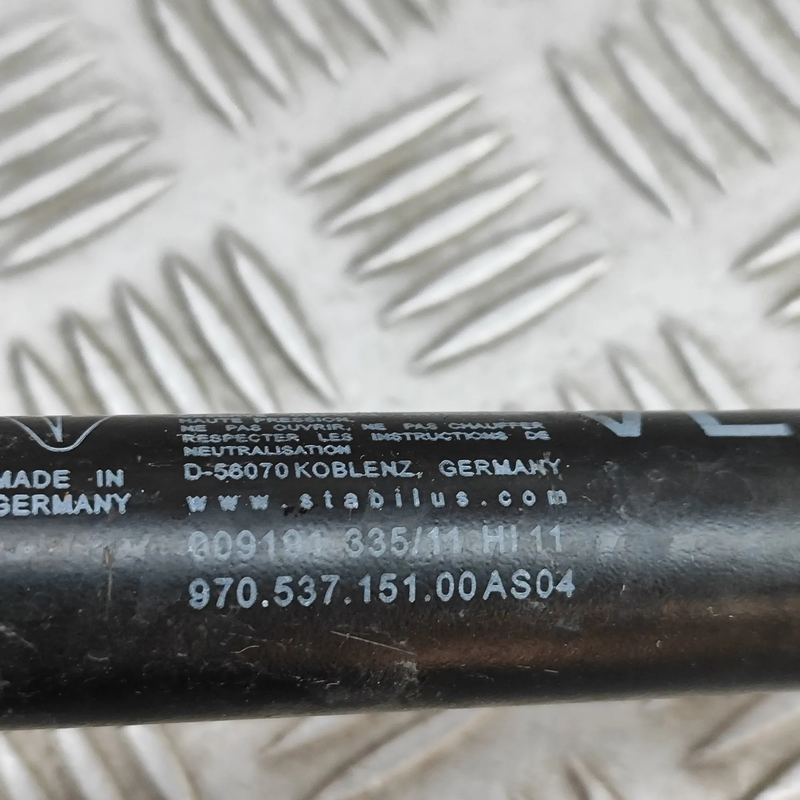 HAUTE PRESSION,
NE PAS OUVRIR, NE PAS CHAUFFER
RESPECTER LES INSTRUCTIONS DE
NEUTRALISATION
D-56070 KOBLENZ, GERMANY
www.stabilus.com
009191 335/11 HI 11
970.537.151.00AS04
MADE IN
GERMANY